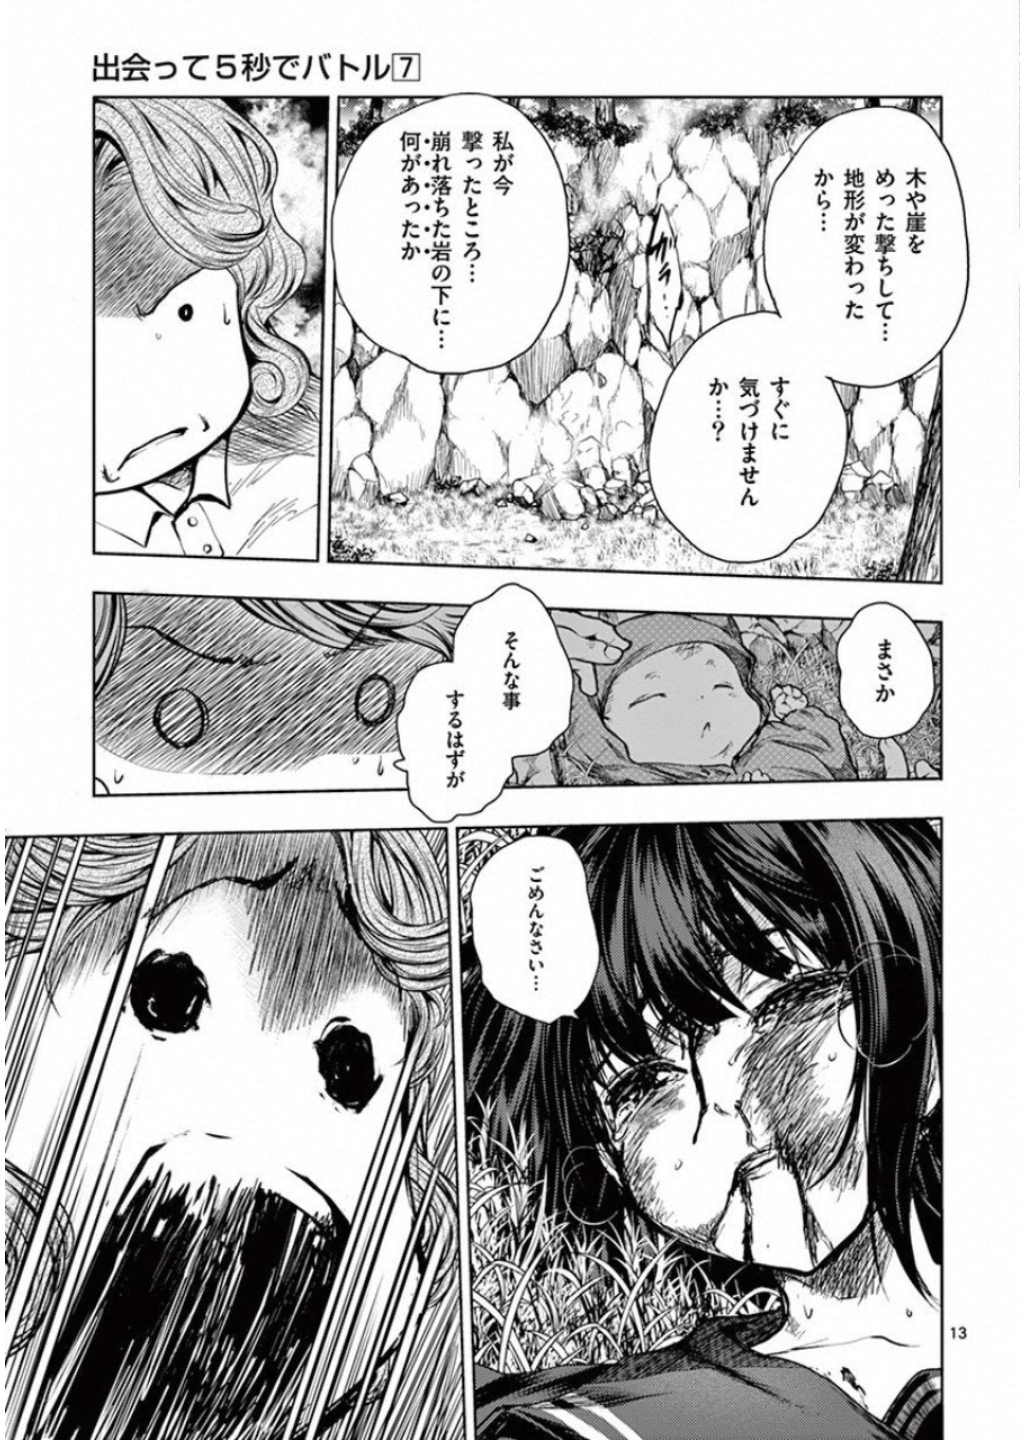 出会って5秒でバトル7
木や崖を
めった撃ちして…
地形が変わった
から…
すぐに
気づけません
か…?
私が今
撃ったところ…
崩れ落ちた岩の下に…
何があったか
まさか
そんな事
するはずが
ごめんなさい…
13